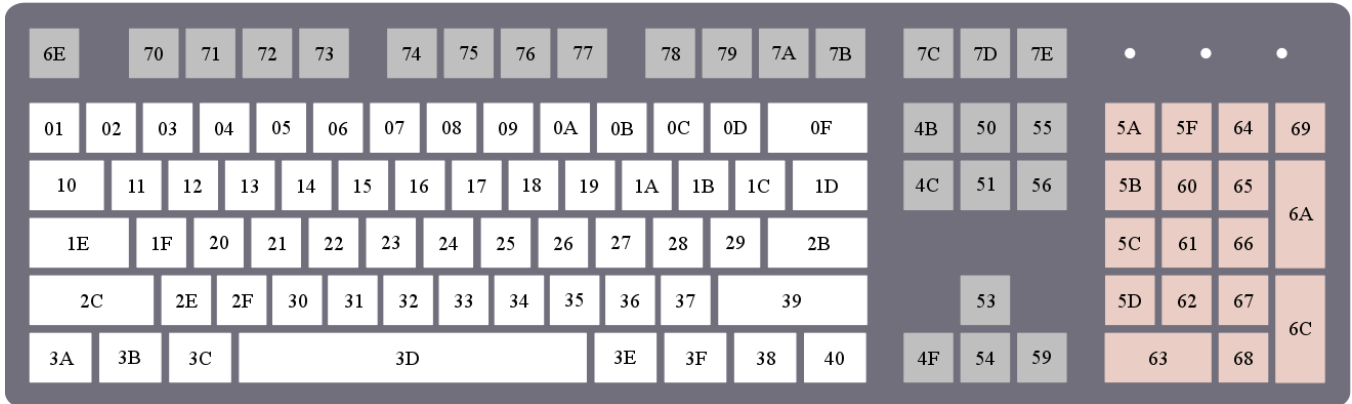 6E 70 71 72 73 74 75 76 77 78 79 7A 7B 7C 7D 7E
01 02 03 04 05 06 07 08 09 0A 0B 0C 0D 0F 4B 50 55 5A 5F 64 69
10 11 12 13 14 15 16 17 18 19 1A 1B 1C 1D 4C 51 56 5B 60 65
6A
1E 1F 20 21 22 23 24 25 26 27 28 29 2B 5C 61 66
2C 2E 2F 30 31 32 33 34 35 36 37 39 53 5D 62 67
6C
3A 3B 3C 3D 3E 3F 38 40 4F 54 59 63 68